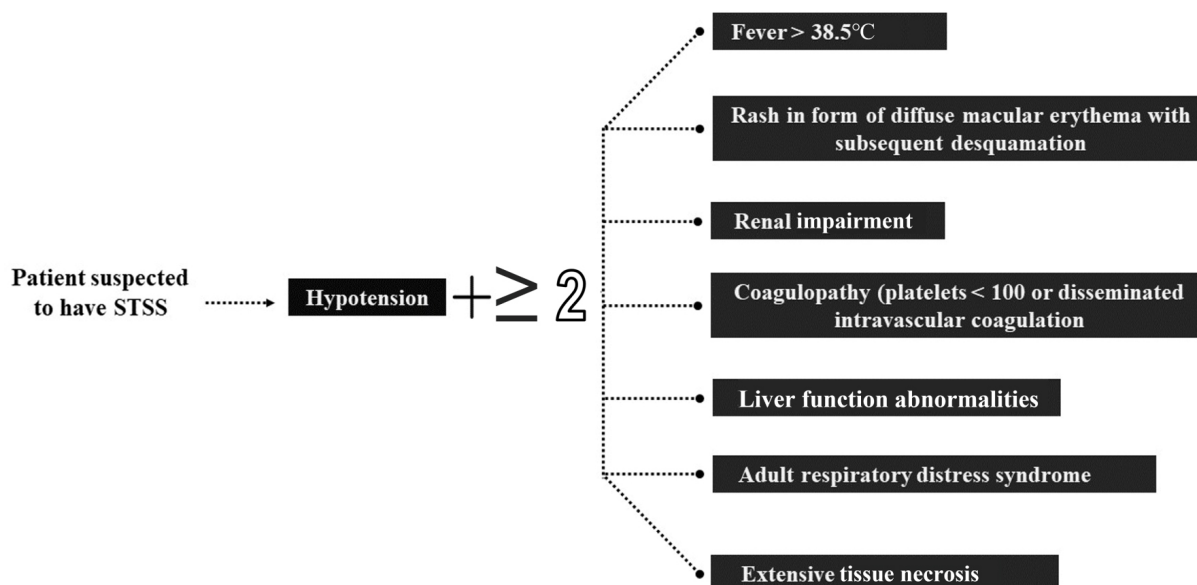 Fever > 38.5℃
Rash in form of diffuse macular erythema with
subsequent desquamation
Renal impairment
Patient suspected
to have STSS
Hypotension
+ ≥ 2
Coagulopathy (platelets < 100 or disseminated
intravascular coagulation
Liver function abnormalities
Adult respiratory distress syndrome
Extensive tissue necrosis